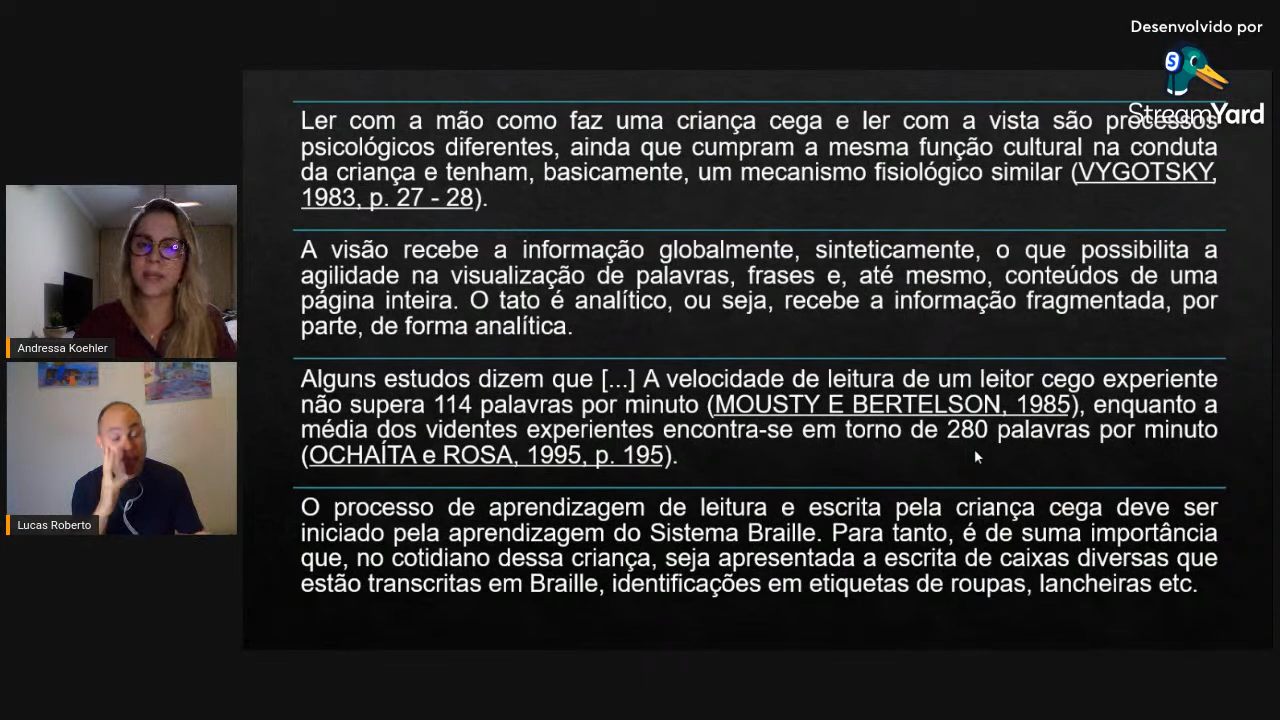 Desenvolvido por
StreamYard
Ler com a mão como faz uma criança cega e ler com a vista são processos
psicológicos diferentes, ainda que cumpram a mesma função cultural na conduta
da criança e tenham, basicamente, um mecanismo fisiológico similar (VYGOTSKY,
1983, p. 27 - 28).
A visão recebe a informação globalmente, sinteticamente, o que possibilita a
agilidade na visualização de palavras, frases e, até mesmo, conteúdos de uma
página inteira. O tato é analítico, ou seja, recebe a informação fragmentada, por
parte, de forma analítica.
Alguns estudos dizem que [...] A velocidade de leitura de um leitor cego experiente
não supera 114 palavras por minuto (MOUSTY E BERTELSON, 1985), enquanto a
média dos videntes experientes encontra-se em torno de 280 palavras por minuto
(OCHAÍTA e ROSA, 1995, p. 195).
O processo de aprendizagem de leitura e escrita pela criança cega deve ser
iniciado pela aprendizagem do Sistema Braille. Para tanto, é de suma importância
que, no cotidiano dessa criança, seja apresentada a escrita de caixas diversas que
estão transcritas em Braille, identificações em etiquetas de roupas, lancheiras etc.
Andressa Koehler
Lucas Roberto